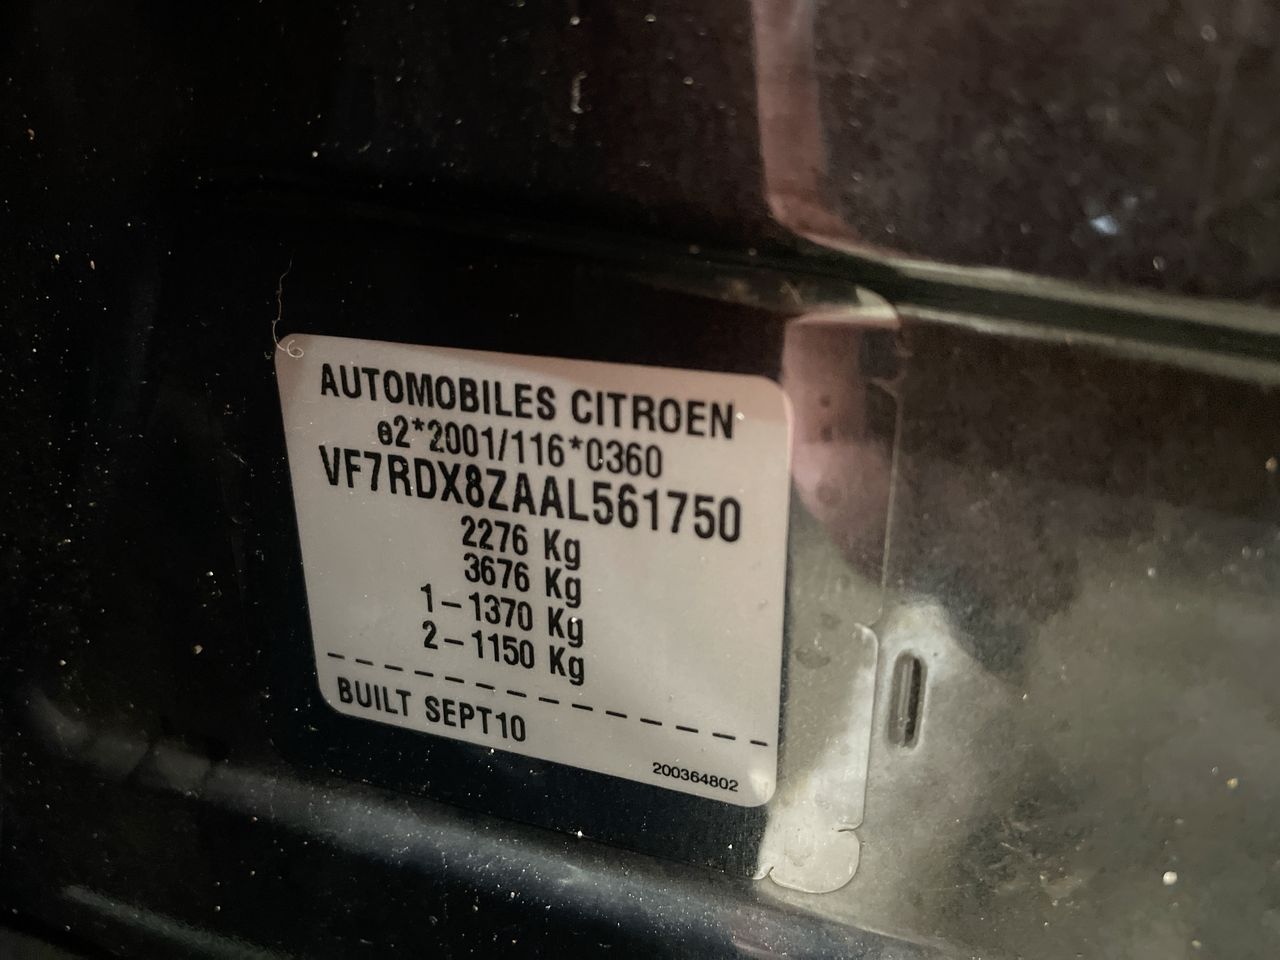 AUTOMOBILES CITROEN
e2*2001/116*0360
VF7RDX8ZAAL561750
2276 Kg
3676 Kg
1-1370 Kg
2-1150 Kg
BUILT SEPT10
200364802